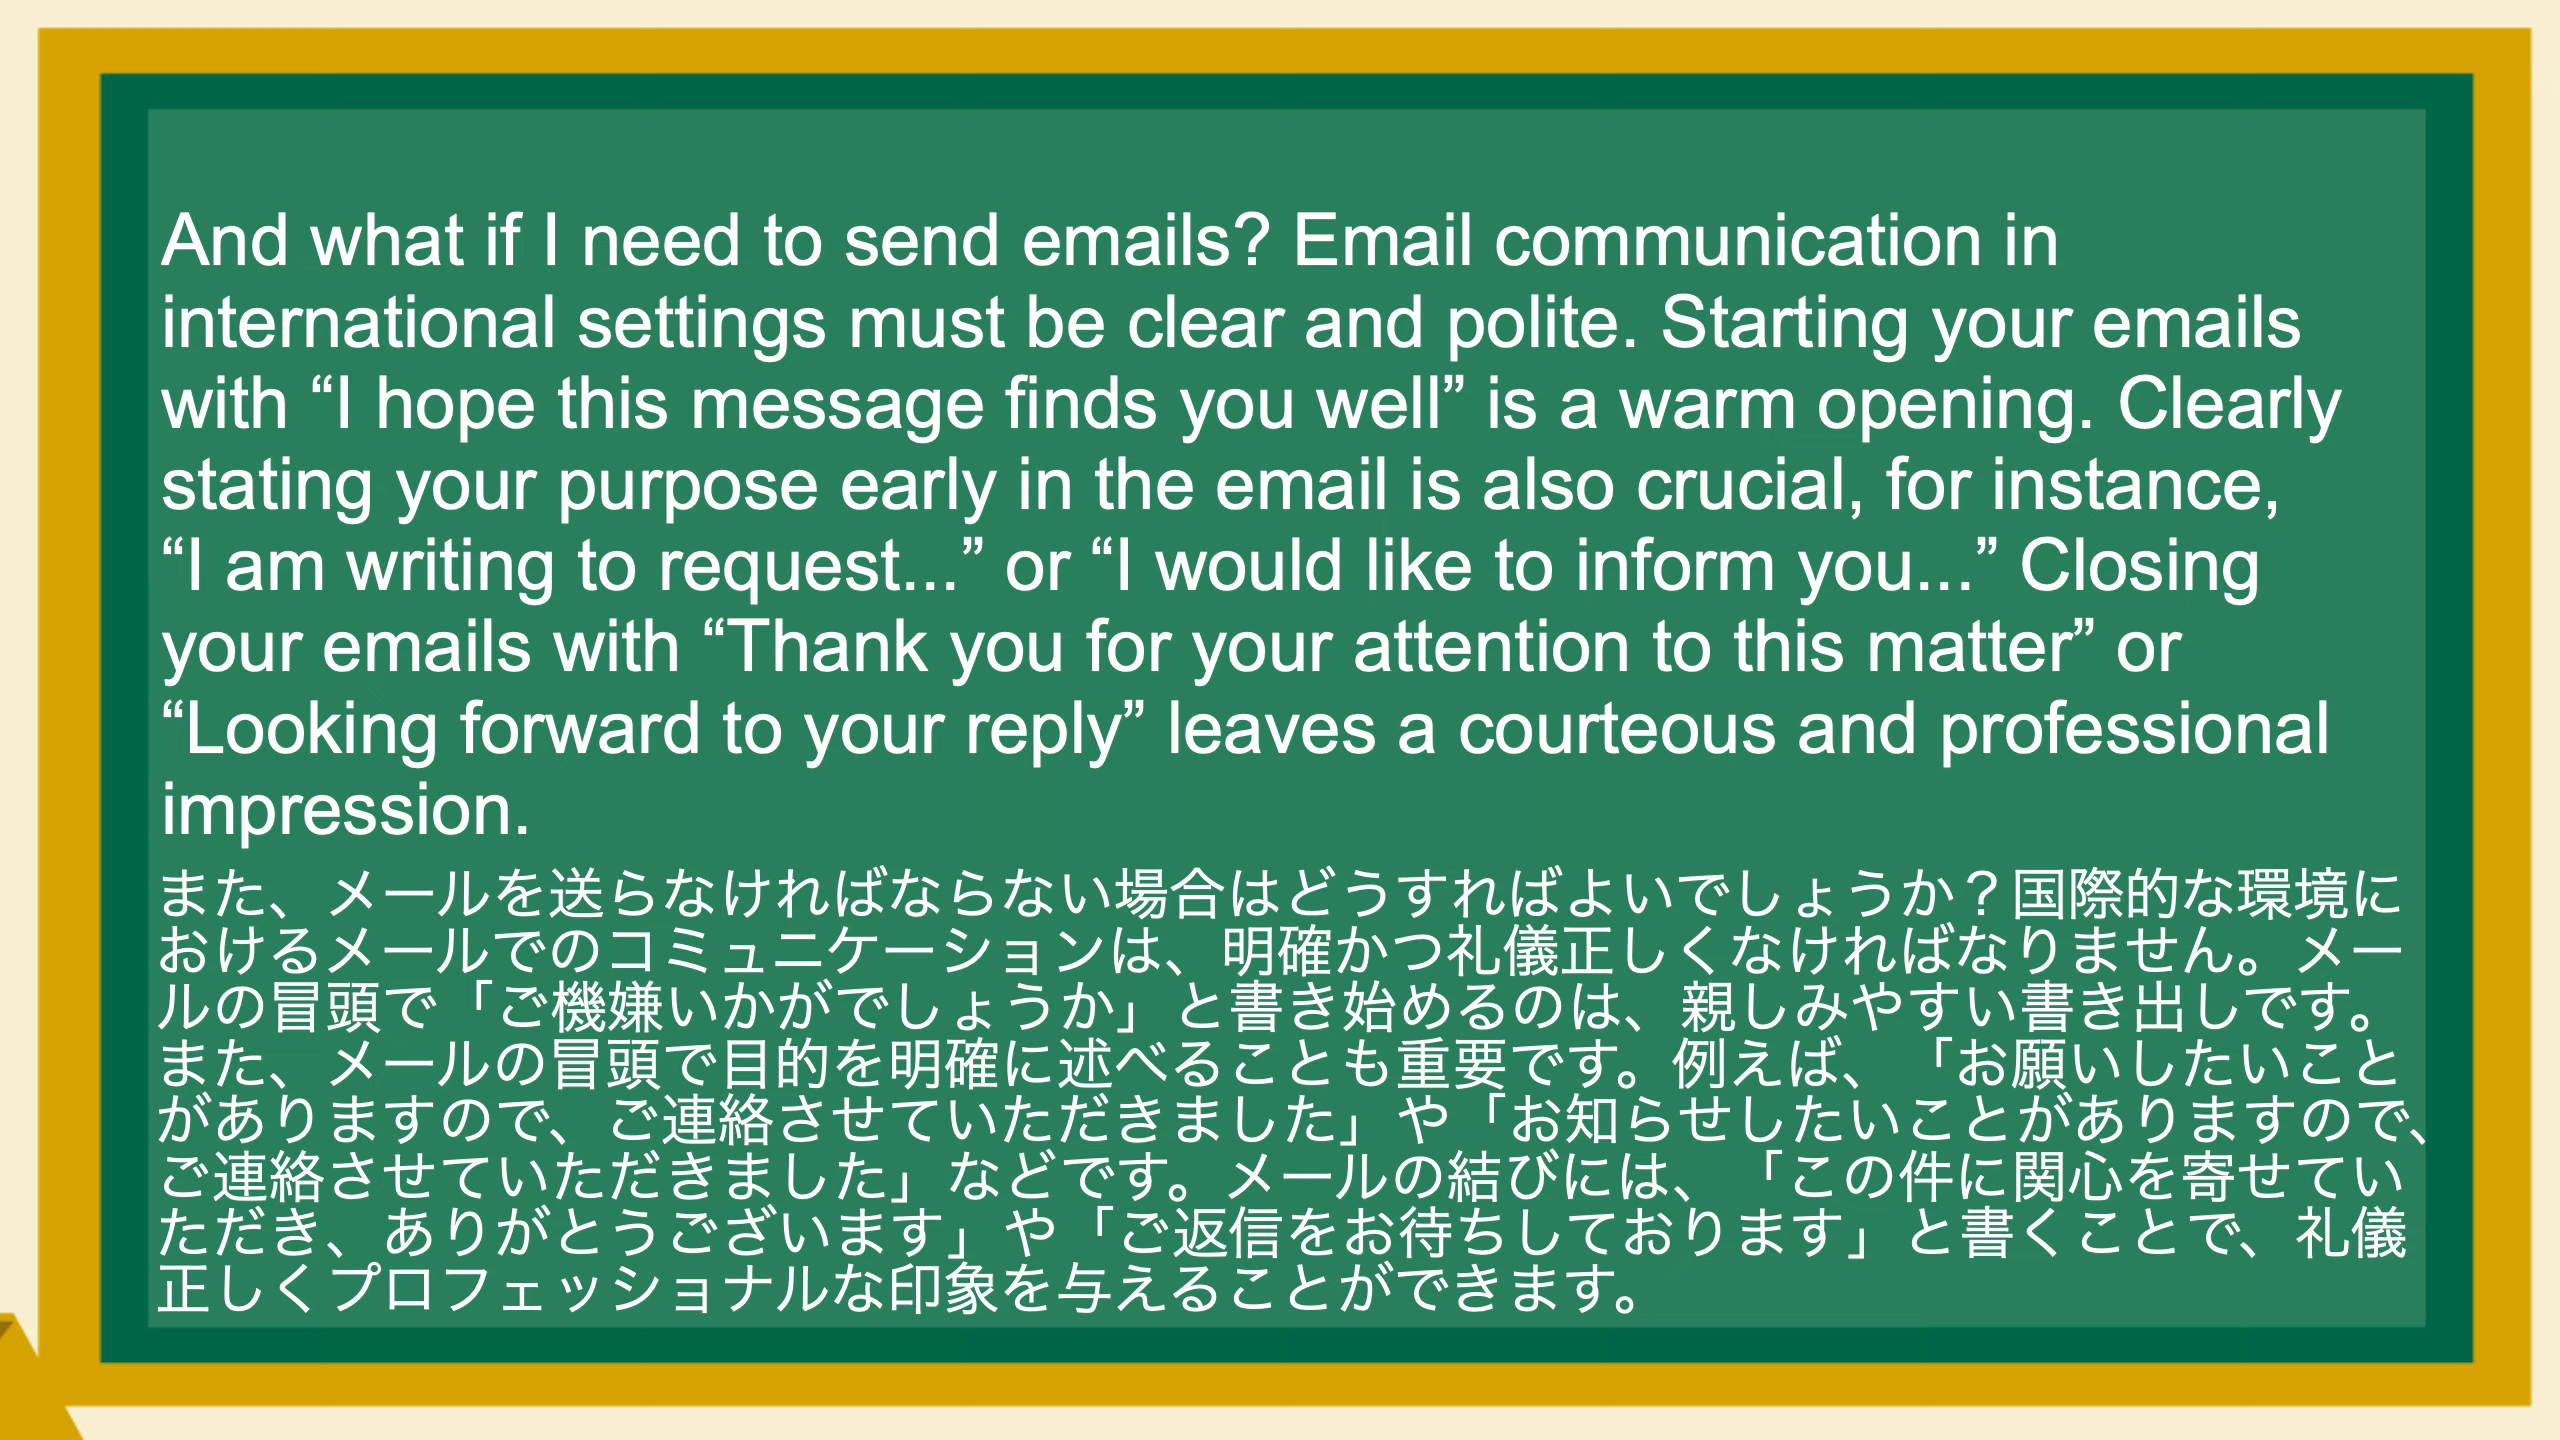 And what if I need to send emails? Email communication in
international settings must be clear and polite. Starting your emails
with “I hope this message finds you well” is a warm opening. Clearly
stating your purpose early in the email is also crucial, for instance,
“I am writing to request...” or “I would like to inform you...” Closing
your emails with “Thank you for your attention to this matter” or
“Looking forward to your reply” leaves a courteous and professional
impression.
また、メールを送らなければならない場合はどうすればよいでしょうか？国際的な環境に
おけるメールでのコミュニケーションは、明確かつ礼儀正しくなければなりません。メー
ルの冒頭で「ご機嫌いかがでしょうか」と書き始めるのは、親しみやすい書き出しです。
また、メールの冒頭で目的を明確に述べることも重要です。例えば、「お願いしたいこと
がありますので、ご連絡させていただきました」や「お知らせしたいことがありますので、
ご連絡させていただきました」などです。メールの結びには、「この件に関心を寄せてい
ただき、ありがとうございます」や「ご返信をお待ちしております」と書くことで、礼儀
正しくプロフェッショナルな印象を与えることができます。